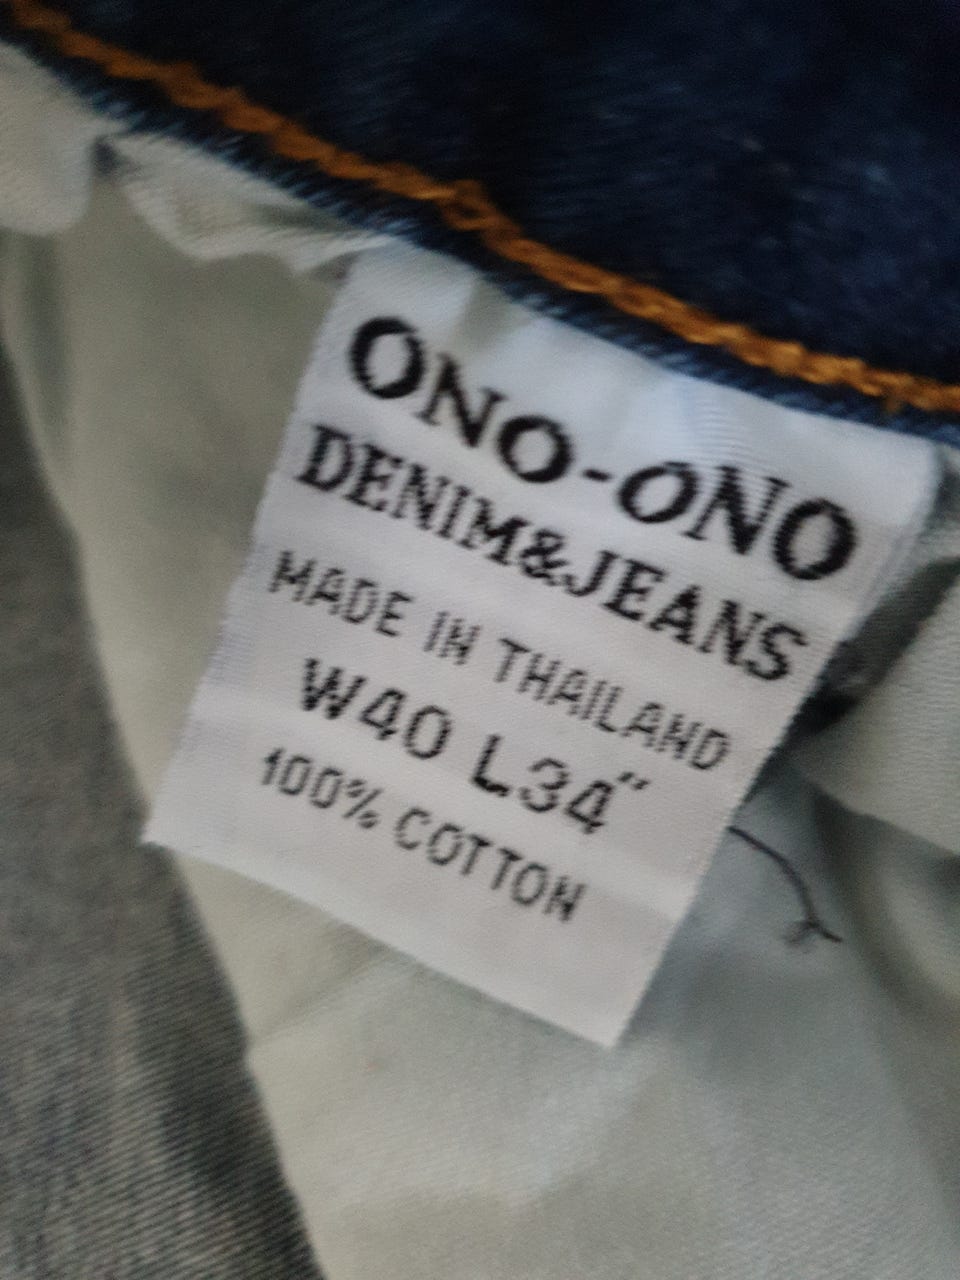 ONO-ONO
DENIM&JEANS
MADE IN THAILAND
W40 L34"
100% COTTON